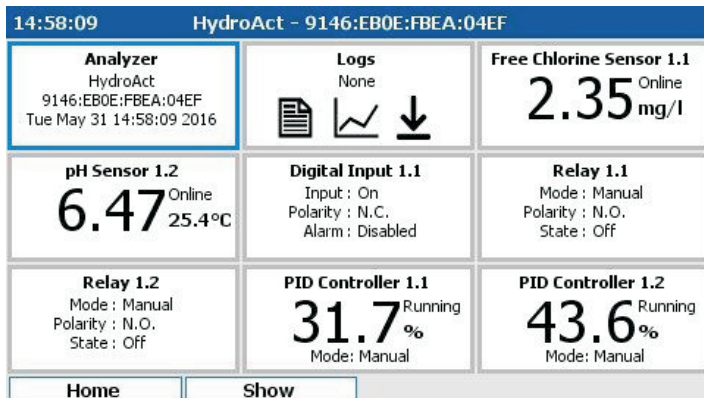 14:58:09 HydroAct - 9146:EB0E:FBEA:04EF
Analyzer
HydroAct
9146:EB0E:FBEA:04EF
Tue May 31 14:58:09 2016
Logs
None
Free Chlorine Sensor 1.1
2.35 Online
mg/l
pH Sensor 1.2
6.47 Online
25.4°C
Digital Input 1.1
Input : On
Polarity : N.C.
Alarm : Disabled
Relay 1.1
Mode : Manual
Polarity : N.O.
State : Off
Relay 1.2
Mode : Manual
Polarity : N.O.
State : Off
PID Controller 1.1
31.7 Running
%
Mode: Manual
PID Controller 1.2
43.6 Running
%
Mode: Manual
Home Show